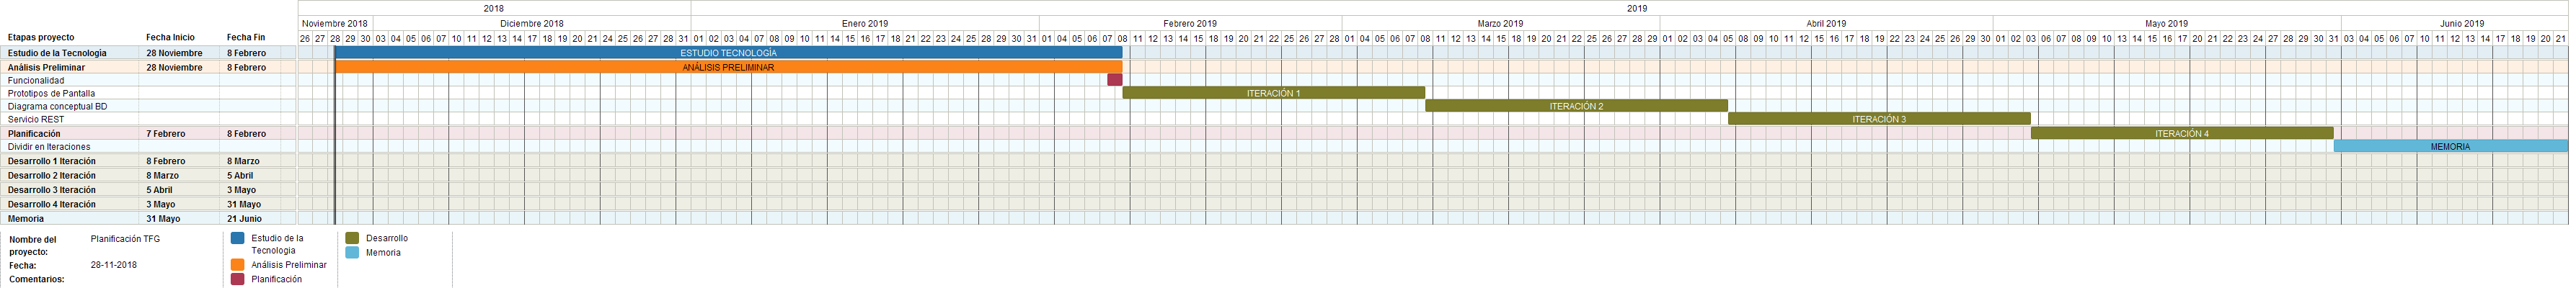 2018 2019
Noviembre 2018 Diciembre 2018 Enero 2019 Febrero 2019 Marzo 2019 Abril 2019 Mayo 2019 Junio 2019
Etapas proyecto Fecha Inicio Fecha Fin 26 27 28 29 30 03 04 05 06 07 10 11 12 13 14 17 18 19 20 21 24 25 26 27 28 31 01 02 03 04 07 08 09 10 11 14 15 16 17 18 21 22 23 24 25 28 29 30 31 01 04 05 06 07 08 11 12 13 14 15 18 19 20 21 22 25 26 27 28 01 04 05 06 07 08 11 12 13 14 15 18 19 20 21 22 25 26 27 28 29 01 02 03 04 05 08 09 10 11 12 15 16 17 18 19 22 23 24 25 26 29 30 01 02 03 06 07 08 09 10 13 14 15 16 17 20 21 22 23 24 27 28 29 30 31 03 04 05 06 07 10 11 12 13 14 17 18 19 20 21
Estudio de la Tecnología 28 Noviembre 8 Febrero ESTUDIO TECNOLOGÍA
Análisis Preliminar 28 Noviembre 8 Febrero ANÁLISIS PRELIMINAR
Funcionalidad
Prototipos de Pantalla ITERACIÓN 1
Diagrama conceptual BD ITERACIÓN 2
Servicio REST ITERACIÓN 3
Planificación 7 Febrero 8 Febrero ITERACIÓN 4
Dividir en Iteraciones MEMORIA
Desarrollo 1 Iteración 8 Febrero 8 Marzo
Desarrollo 2 Iteración 8 Marzo 5 Abril
Desarrollo 3 Iteración 5 Abril 3 Mayo
Desarrollo 4 Iteración 3 Mayo 31 Mayo
Memoria 31 Mayo 21 Junio
Nombre del
proyecto:
Planificación TFG
Fecha: 28-11-2018
Comentarios:
Estudio de la
Tecnologia
Análisis Preliminar
Planificación
Desarrollo
Memoria